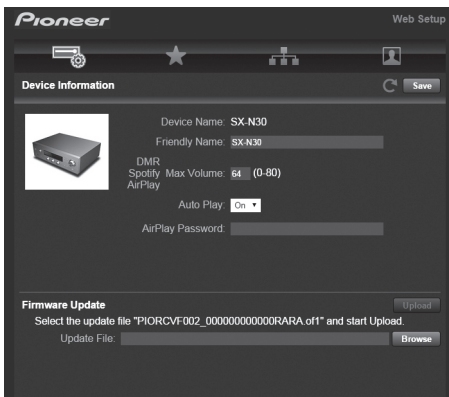 Pioneer
Web Setup
Device Information
Save
Device Name: SX-N30
Friendly Name: SX-N30
DMR
Spotify Max Volume: 64 (0-80)
AirPlay
Auto Play: On
AirPlay Password:
Firmware Update
Upload
Select the update file "PIORCVF002_000000000000RARA.of1" and start Upload.
Update File:
Browse